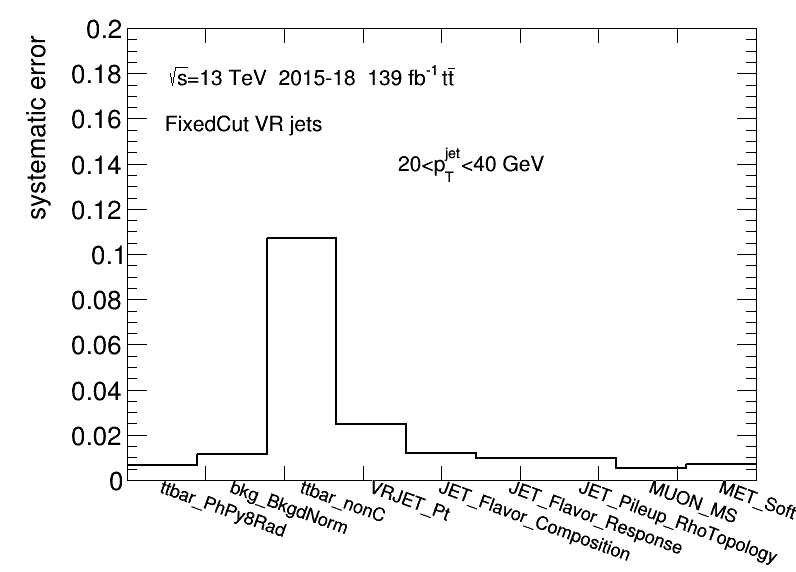 systematic error
0.2
0.18
0.16
0.14
0.12
0.1
0.08
0.06
0.04
0.02
0
√s=13 TeV 2015-18 139 fb⁻¹ tt̄
FixedCut VR jets
20<p_T^jet<40 GeV
ttbar_PhPy8Rad
bkg_BkgdNorm
ttbar_nonC
VRJET_Pt
JET_Flavor_Composition
JET_Flavor_Response
JET_Pileup_RhoTopology
MUON_MS
MET_Soft